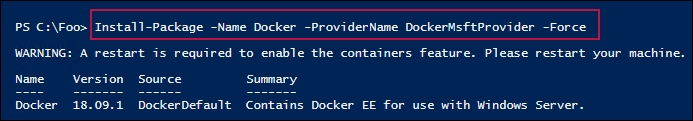 PS C:\Foo> Install-Package -Name Docker -ProviderName DockerMsftProvider -Force
WARNING: A restart is required to enable the containers feature. Please restart your machine.
Name Version Source Summary
---- ------- ------ -------
Docker 18.09.1 DockerDefault Contains Docker EE for use with Windows Server.